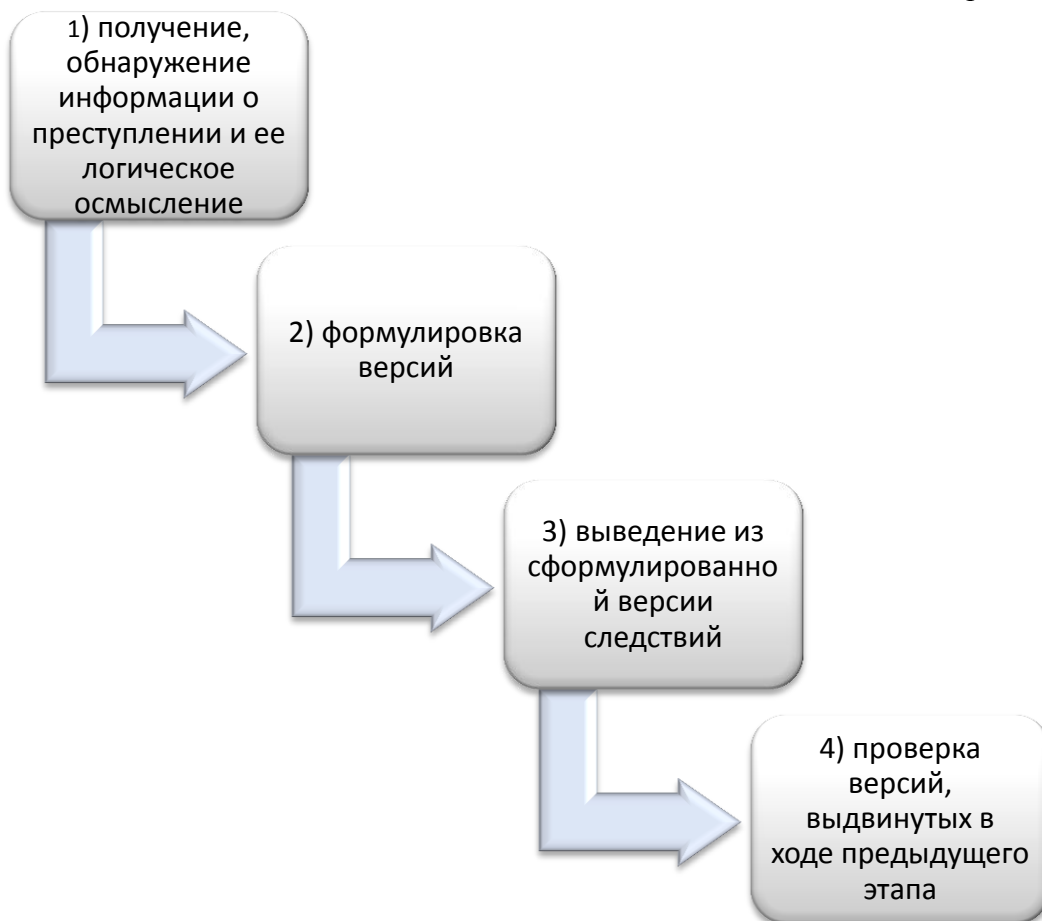 1) получение,
обнаружение
информации о
преступлении и ее
логическое
осмысление
2) формулировка
версий
3) выведение из
сформулированно
й версии
следствий
4) проверка
версий,
выдвинутых в
ходе предыдущего
этапа